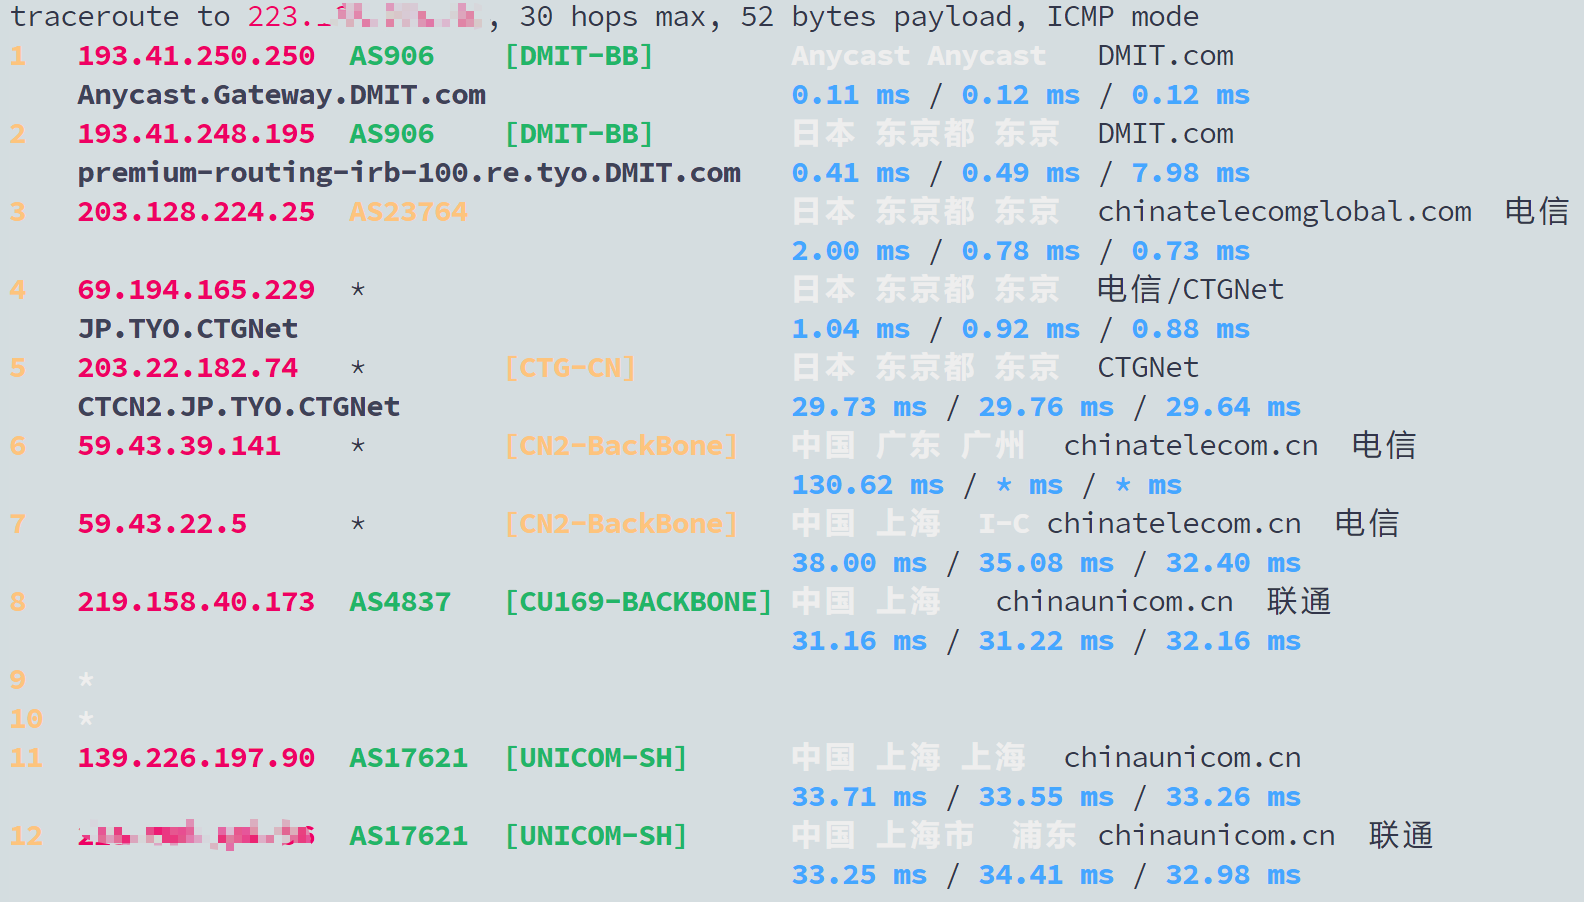 traceroute to 223., 30 hops max, 52 bytes payload, ICMP mode
1 193.41.250.250 AS906 [DMIT-BB] Anycast Anycast DMIT.com
Anycast.Gateway.DMIT.com 0.11 ms / 0.12 ms / 0.12 ms
2 193.41.248.195 AS906 [DMIT-BB] 日本 东京都 东京 DMIT.com
premium-routing-irb-100.re.tyo.DMIT.com 0.41 ms / 0.49 ms / 7.98 ms
3 203.128.224.25 AS23764 日本 东京都 东京 chinatelecomglobal.com 电信
2.00 ms / 0.78 ms / 0.73 ms
4 69.194.165.229 * 日本 东京都 东京 电信/CTGNet
JP.TYO.CTGNet 1.04 ms / 0.92 ms / 0.88 ms
5 203.22.182.74 * [CTG-CN] 日本 东京都 东京 CTGNet
CTCN2.JP.TYO.CTGNet 29.73 ms / 29.76 ms / 29.64 ms
6 59.43.39.141 * [CN2-BackBone] 中国 广东 广州 chinatelecom.cn 电信
130.62 ms / * ms / * ms
7 59.43.22.5 * [CN2-BackBone] 中国 上海 I-C chinatelecom.cn 电信
38.00 ms / 35.08 ms / 32.40 ms
8 219.158.40.173 AS4837 [CU169-BACKBONE] 中国 上海 chinaunicom.cn 联通
31.16 ms / 31.22 ms / 32.16 ms
9 *
10 *
11 139.226.197.90 AS17621 [UNICOM-SH] 中国 上海 上海 chinaunicom.cn
33.71 ms / 33.55 ms / 33.26 ms
12 AS17621 [UNICOM-SH] 中国 上海市 浦东 chinaunicom.cn 联通
33.25 ms / 34.41 ms / 32.98 ms